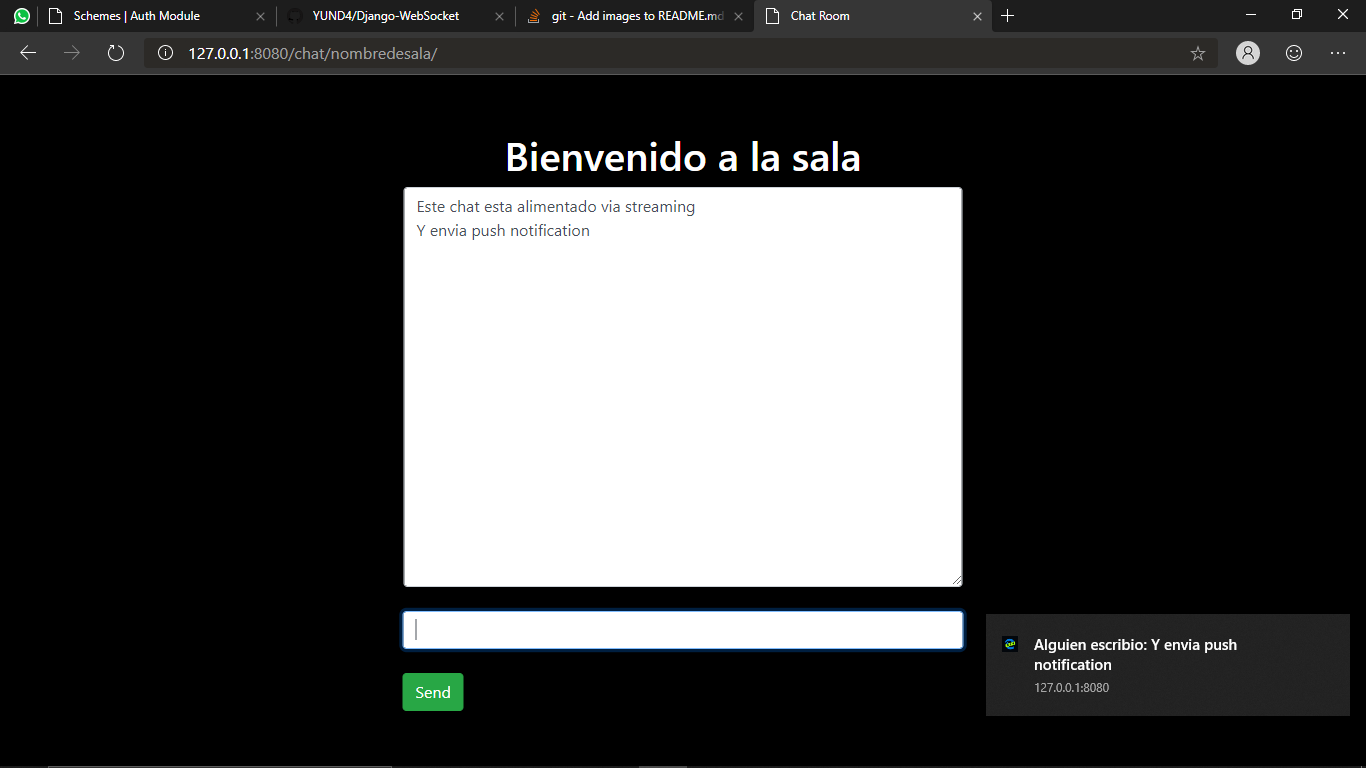 Schemes | Auth Module
YUND4/Django-WebSocket
git - Add images to README.md
Chat Room
127.0.0.1:8080/chat/nombredesala/
Bienvenido a la sala
Este chat esta alimentado via streaming
Y envia push notification
Send
Alguien escribio: Y envia push
notification
127.0.0.1:8080